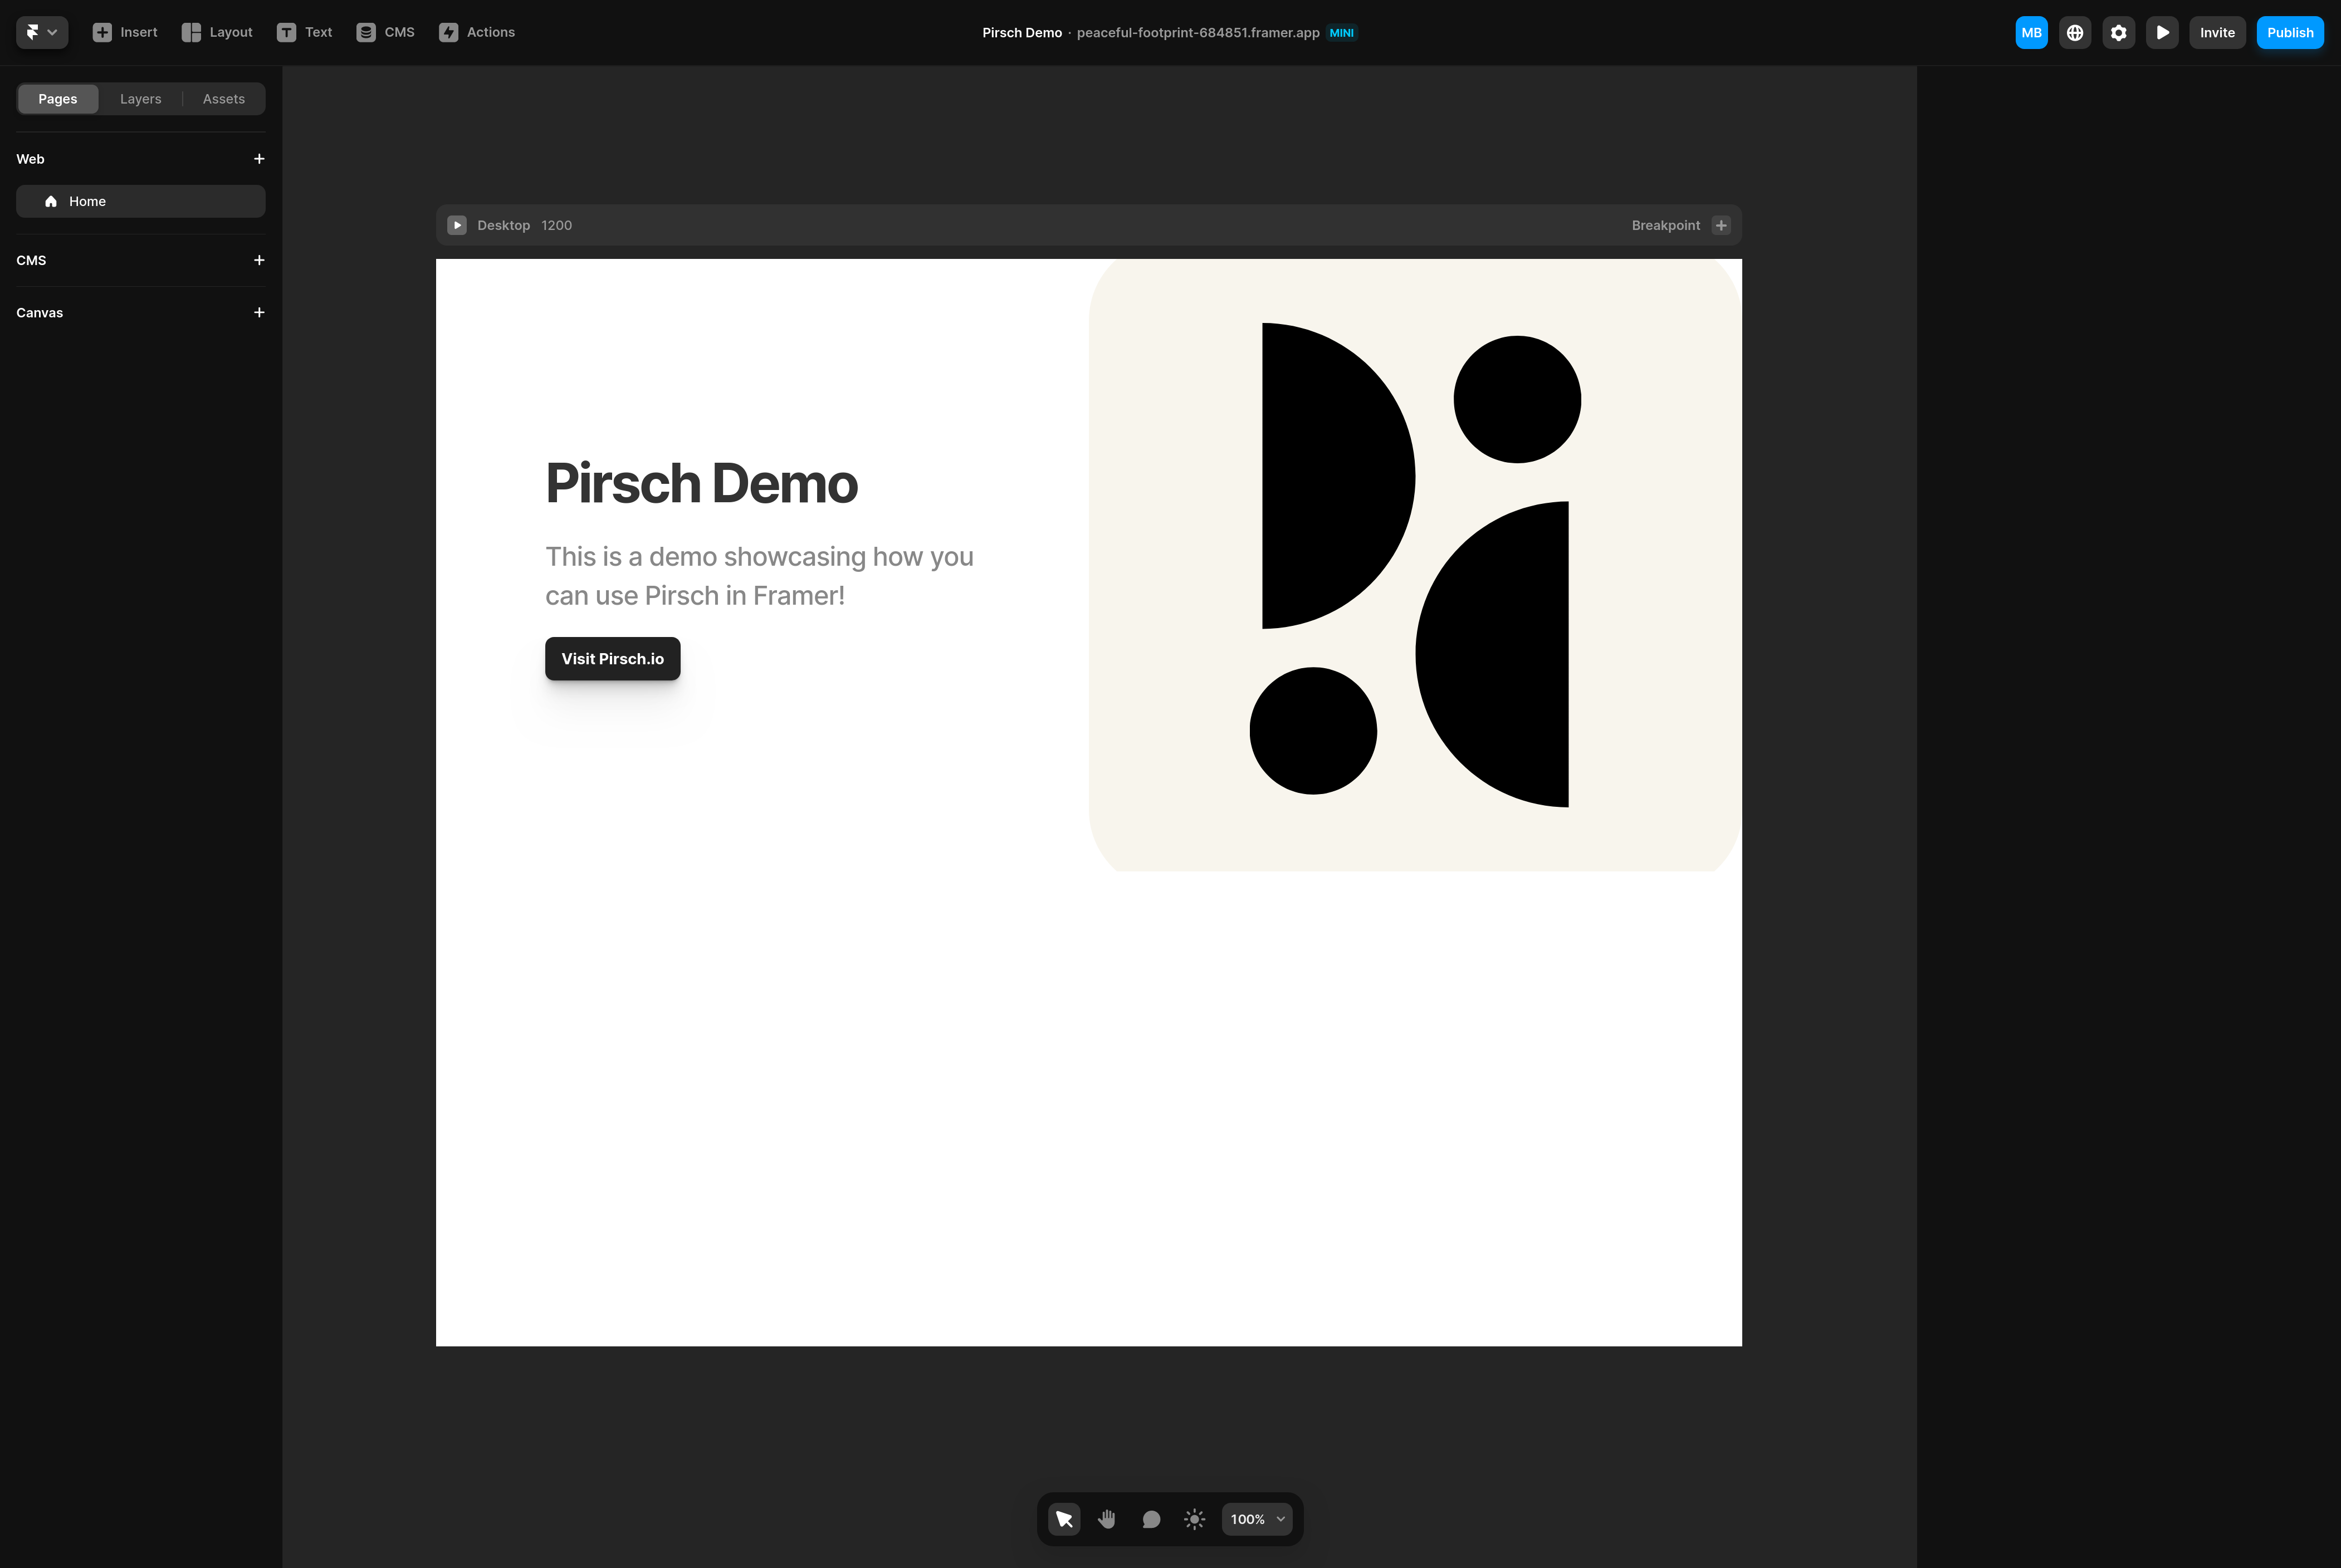 Insert Layout Text CMS Actions
Pirsch Demo · peaceful-footprint-684851.framer.app MINI
MB Invite Publish
Pages Layers Assets
Web
Home
CMS
Canvas
Desktop 1200 Breakpoint
Pirsch Demo
This is a demo showcasing how you
can use Pirsch in Framer!
Visit Pirsch.io
100%